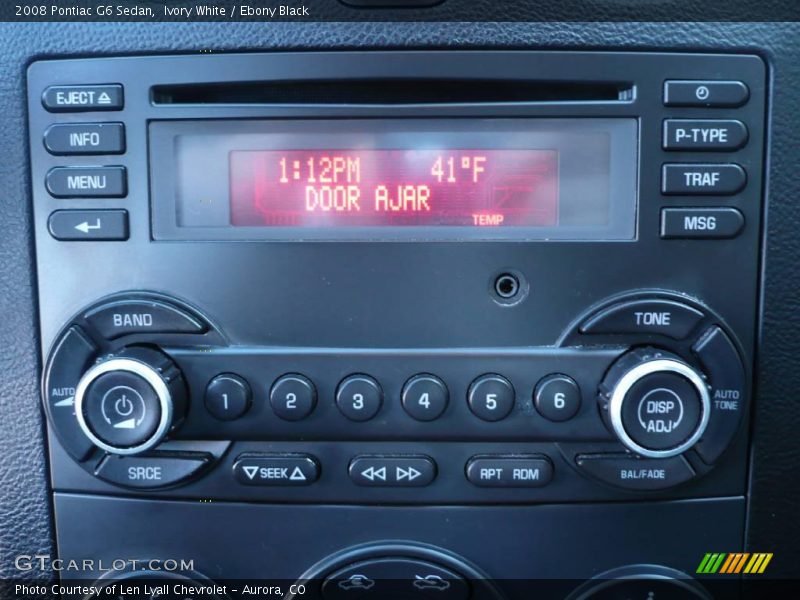 2008 Pontiac G6 Sedan,  Ivory White / Ebony Black
EJECT
INFO
MENU
1:12PM 41°F
DOOR AJAR
TEMP
P-TYPE
TRAF
MSG
BAND
TONE
AUTO
1 2 3 4 5 6
DISP
ADJ
AUTO
TONE
SRCE
SEEK
RPT RDM
BAL/FADE
GTCARLOT.COM
Photo Courtesy of Len Lyall Chevrolet - Aurora, CO